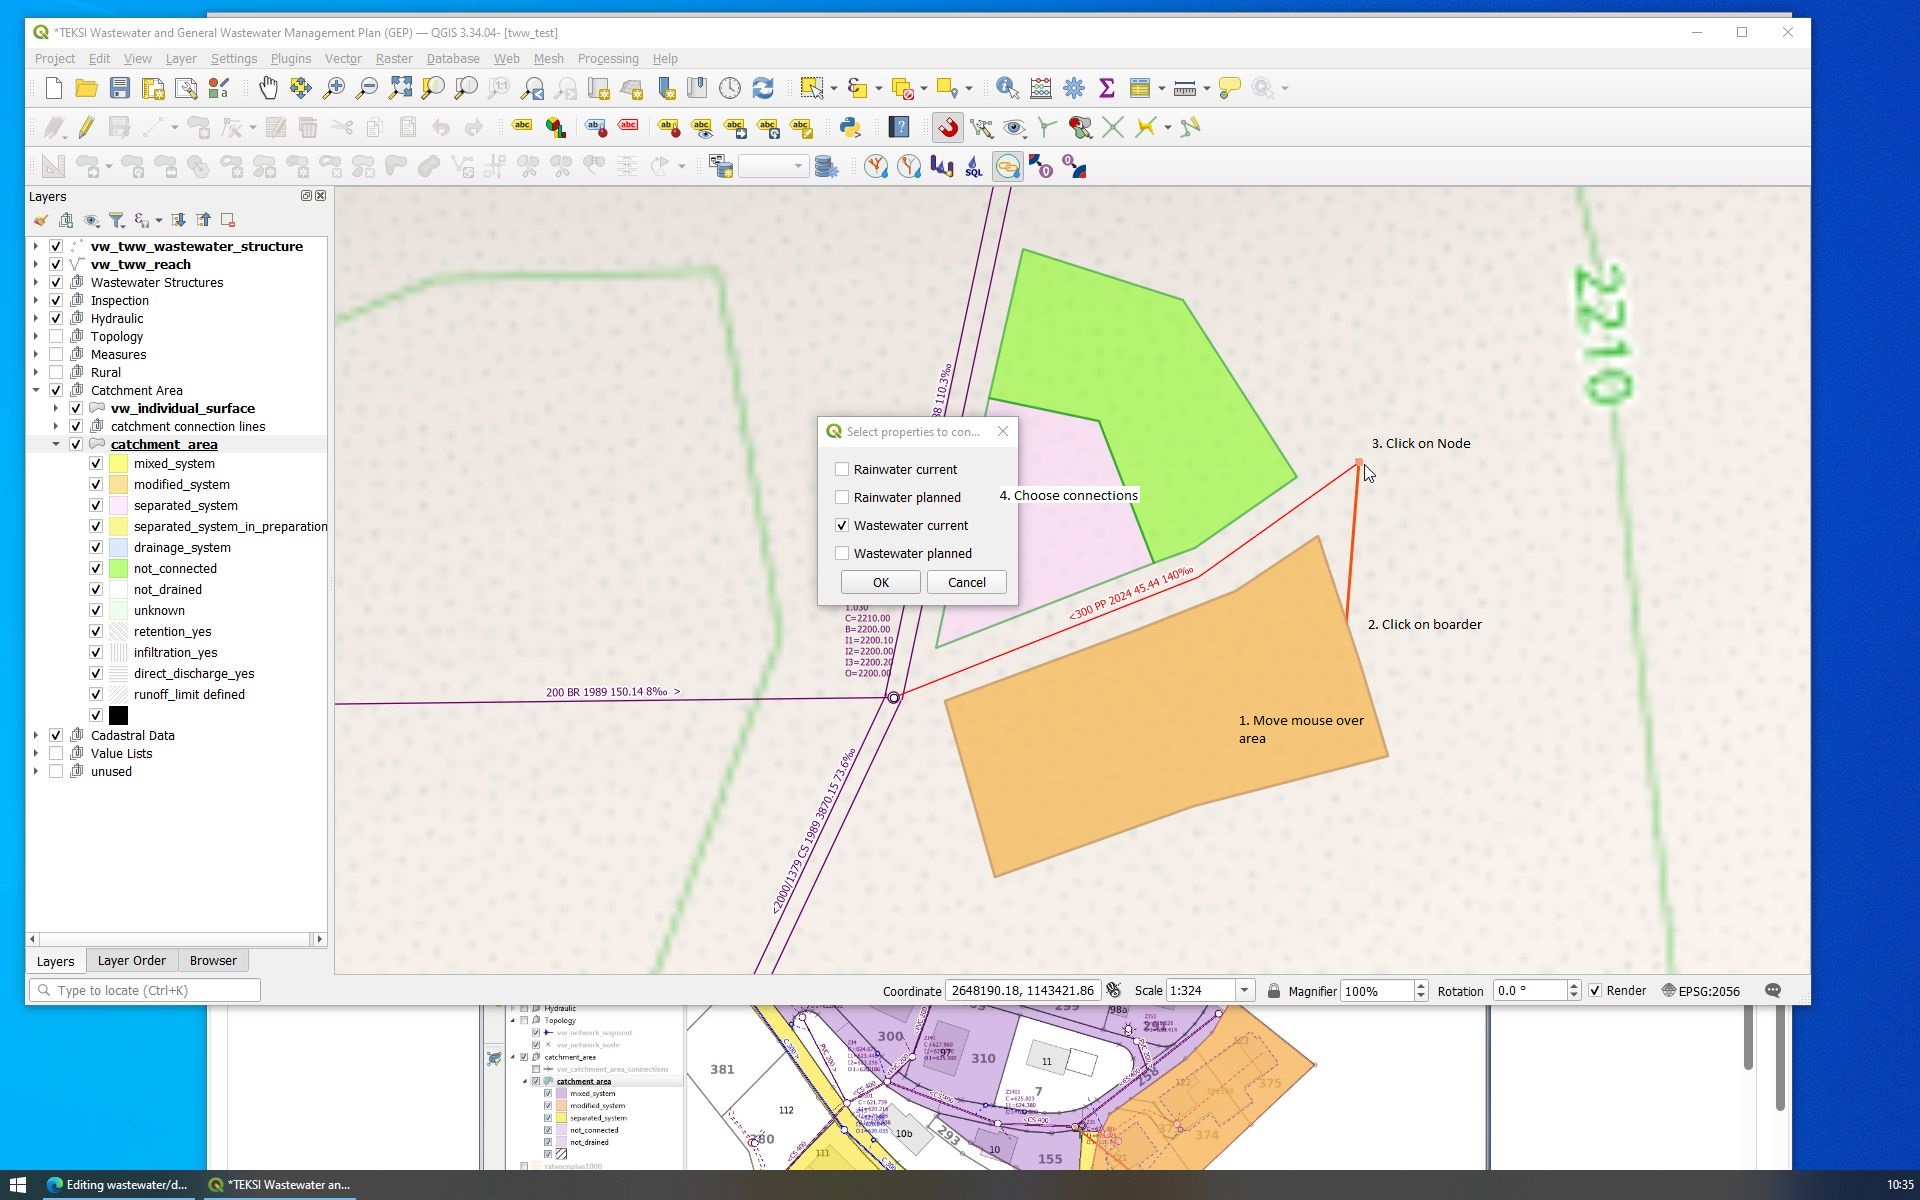 *TEKSI Wastewater and General Wastewater Management Plan (GEP) — QGIS 3.34.04- [tww_test]
Project Edit View Layer Settings Plugins Vector Raster Database Web Mesh Processing Help
Layers
vw_tww_wastewater_structure
vw_tww_reach
Wastewater Structures
Inspection
Hydraulic
Topology
Measures
Rural
Catchment Area
vw_individual_surface
catchment connection lines
catchment_area
mixed_system
modified_system
separated_system
separated_system_in_preparation
drainage_system
not_connected
not_drained
unknown
retention_yes
infiltration_yes
direct_discharge_yes
runoff_limit defined
Cadastral Data
Value Lists
unused
Layers Layer Order Browser
Type to locate (Ctrl+K)
2210
Select properties to con...
Rainwater current
Rainwater planned
Wastewater current
Wastewater planned
OK Cancel
4. Choose connections
3. Click on Node
2. Click on boarder
1. Move mouse over
area
<300 PP 2024 45.44 140‰
C=2210.00
B=2200.00
I1=2200.10
I2=2200.00
I3=2200.20
O=2200.00
200 BR 1989 150.14 8‰ >
<2000/1379 CS 1989 3870.15 73.6‰
Coordinate 2648190.18, 1143421.86 Scale 1:324 Magnifier 100% Rotation 0.0 ° Render EPSG:2056
Hydraulic
Topology
vw_network_segment
vw_network_node
catchment_area
vw_catchment_area_connections
catchment_area
mixed_system
modified_system
separated_system
not_connected
not_drained
rahmenplan1000
381
112
300
97
310
11
7
10b
293
10
155
111
258
375
374
Editing wastewater/d... *TEKSI Wastewater an... 10:35